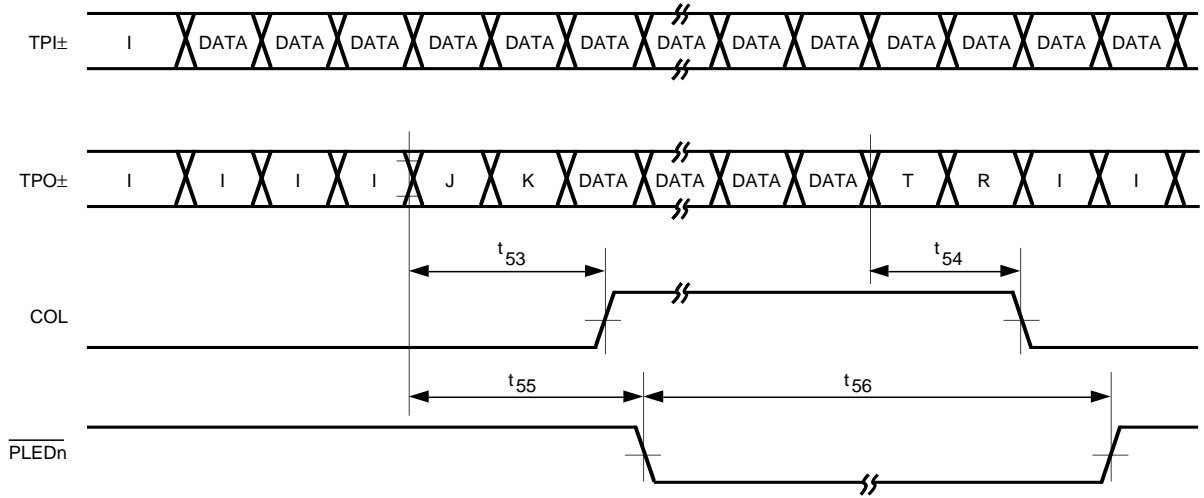 TPI± I DATA DATA DATA DATA DATA DATA DATA DATA DATA DATA DATA DATA DATA
TPO± I I I I J K DATA DATA DATA DATA T R I I
t53 t54
COL
t55 t56
PLEDn